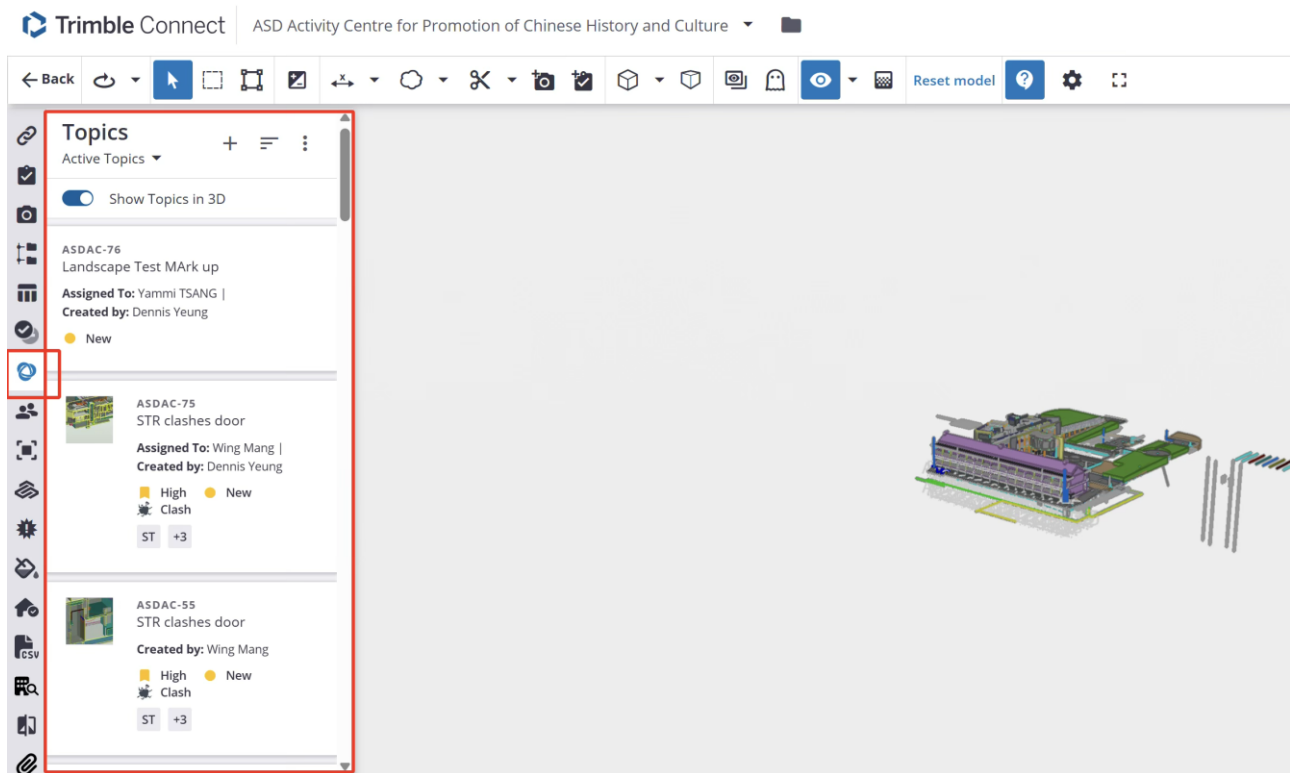 Trimble Connect
ASD Activity Centre for Promotion of Chinese History and Culture
Back
x
Reset model
?
Topics
Active Topics
Show Topics in 3D
ASDAC-76
Landscape Test MArk up
Assigned To: Yammi TSANG |
Created by: Dennis Yeung
New
ASDAC-75
STR clashes door
Assigned To: Wing Mang |
Created by: Dennis Yeung
High New
Clash
ST +3
ASDAC-55
STR clashes door
Created by: Wing Mang
High New
Clash
ST +3
CSV